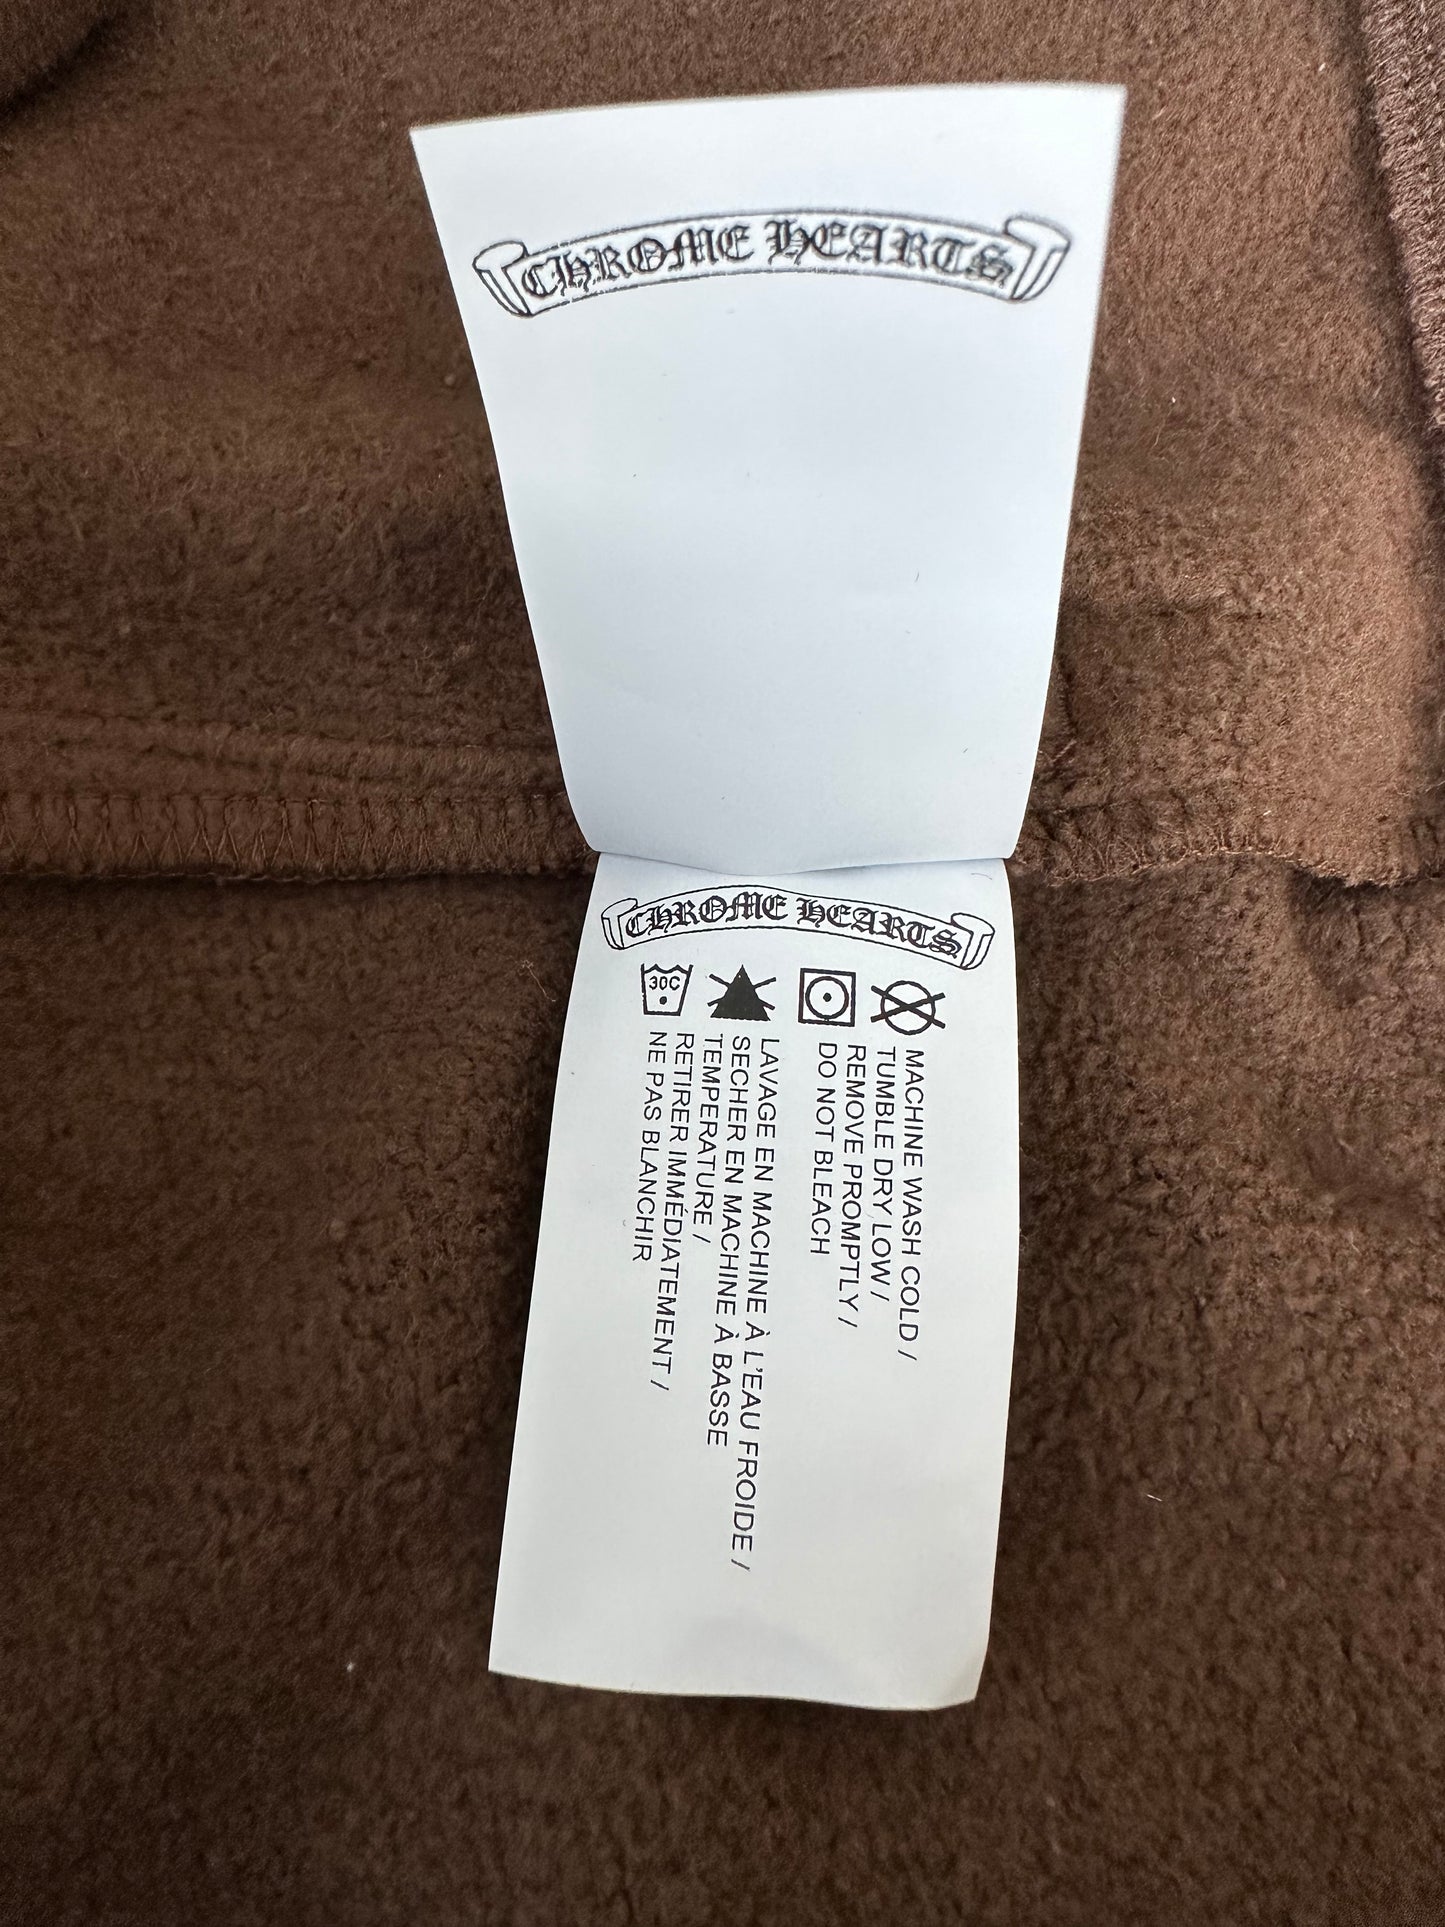 CHROME HEARTS
CHROME HEARTS
30C
MACHINE WASH COLD /
TUMBLE DRY LOW /
REMOVE PROMPTLY /
DO NOT BLEACH
LAVAGE EN MACHINE À L'EAU FROIDE /
SECHER EN MACHINE À BASSE
TEMPERATURE /
RETIRER IMMÉDIATEMENT /
NE PAS BLANCHIR